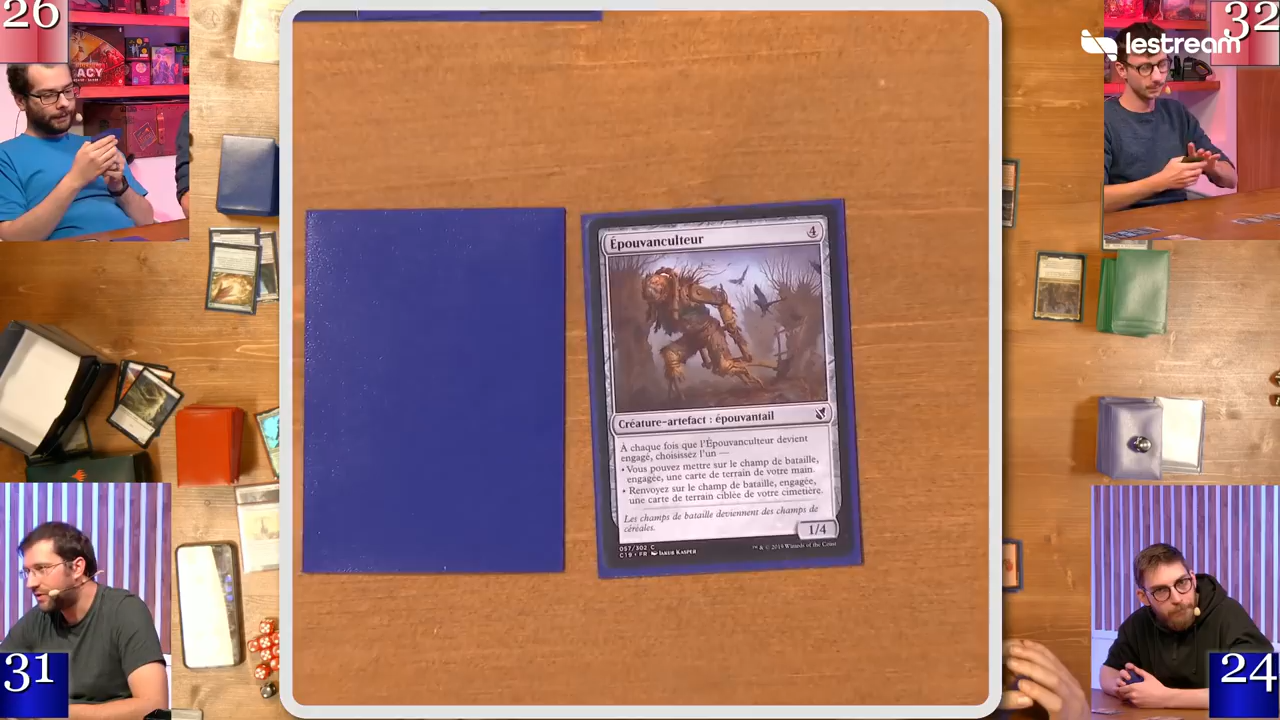 26
32
lestream
ACY
Épouvanculteur
4
Créature-artefact : épouvantail
À chaque fois que l'Épouvanculteur devient
engagé, choisissez l'un —
• Vous pouvez mettre sur le champ de bataille,
engagée, une carte de terrain de votre main.
• Renvoyez sur le champ de bataille, engagée,
une carte de terrain ciblée de votre cimetière.
Les champs de bataille deviennent des champs de
céréales.
1/4
057/302 C
C19 • FR Jakub Kasper
™ & © 2019 Wizards of the Coast
31
24